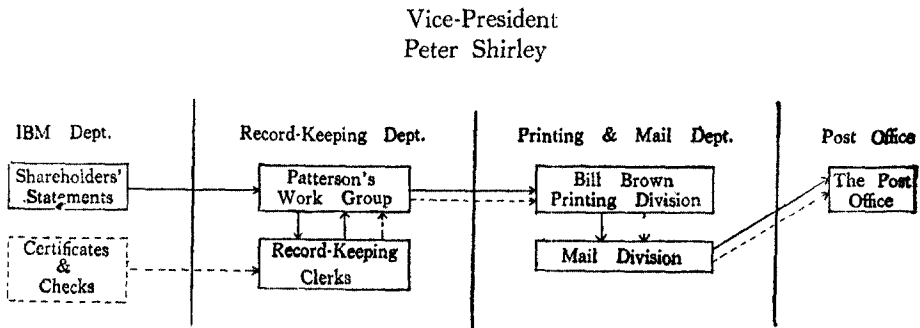 Vice-President
Peter Shirley
IBM Dept.
Record-Keeping Dept.
Printing & Mail Dept.
Post Office
Shareholders'
Statements
Patterson's
Work Group
Bill Brown
Printing Division
The Post
Office
Certificates
&
Checks
Record-Keeping
Clerks
Mail Division